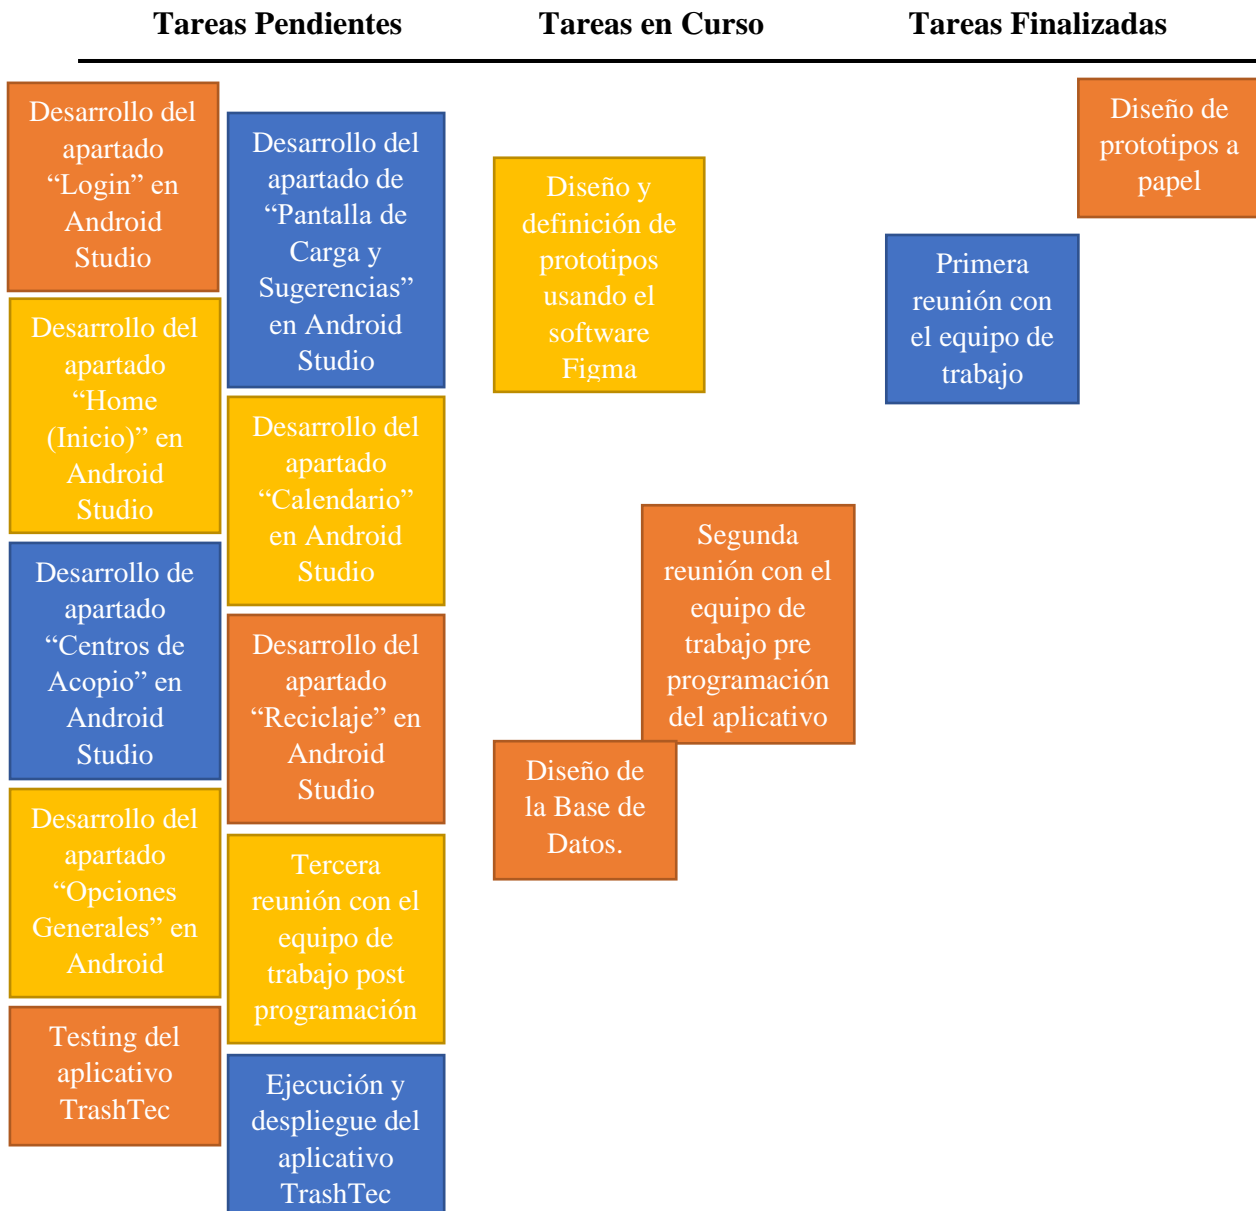 Tareas Pendientes
Tareas en Curso
Tareas Finalizadas
Desarrollo del
apartado
“Login” en
Android
Studio
Desarrollo del
apartado
“Home
(Inicio)” en
Android
Studio
Desarrollo de
apartado
“Centros de
Acopio” en
Android
Studio
Desarrollo del
apartado
“Opciones
Generales” en
Android
Testing del
aplicativo
TrashTec
Desarrollo del
apartado de
“Pantalla de
Carga y
Sugerencias”
en Android
Studio
Desarrollo del
apartado
“Calendario”
en Android
Studio
Desarrollo del
apartado
“Reciclaje” en
Android
Studio
Tercera
reunión con el
equipo de
trabajo post
programación
Ejecución y
despliegue del
aplicativo
TrashTec
Diseño y
definición de
prototipos
usando el
software
Figma
Segunda
reunión con el
equipo de
trabajo pre
programación
del aplicativo
Diseño de
la Base de
Datos.
Diseño de
prototipos a
papel
Primera
reunión con
el equipo de
trabajo